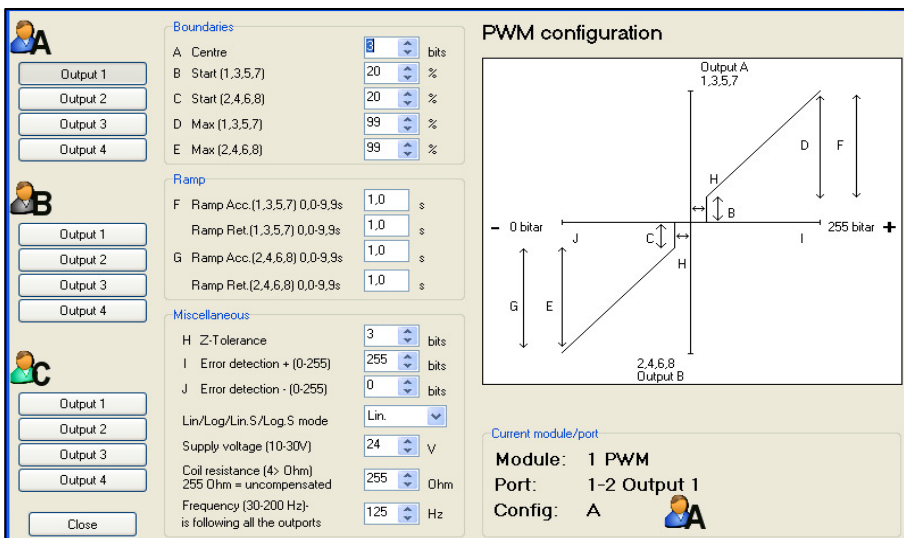 A
Output 1
Output 2
Output 3
Output 4
B
Output 1
Output 2
Output 3
Output 4
C
Output 1
Output 2
Output 3
Output 4
Close
Boundaries
A Centre 3 bits
B Start (1,3,5,7) 20 %
C Start (2,4,6,8) 20 %
D Max (1,3,5,7) 99 %
E Max (2,4,6,8) 99 %
Ramp
F Ramp Acc.(1,3,5,7) 0,0-9,9s 1,0 s
Ramp Ret.(1,3,5,7) 0,0-9,9s 1,0 s
G Ramp Acc.(2,4,6,8) 0,0-9,9s 1,0 s
Ramp Ret.(2,4,6,8) 0,0-9,9s 1,0 s
Miscellaneous
H Z-Tolerance 3 bits
I Error detection + (0-255) 255 bits
J Error detection - (0-255) 0 bits
Lin/Log/Lin.S/Log.S mode Lin.
Supply voltage (10-30V) 24 V
Coil resistance (4> Ohm)
255 Ohm = uncompensated 255 Ohm
Frequency (30-200 Hz)-
is following all the outports 125 Hz
PWM configuration
Output A
1,3,5,7
D F
H
B
- 0 bitar J C I 255 bitar +
H
G E
2,4,6,8
Output B
Current module/port
Module: 1 PWM
Port: 1-2 Output 1
Config: A A